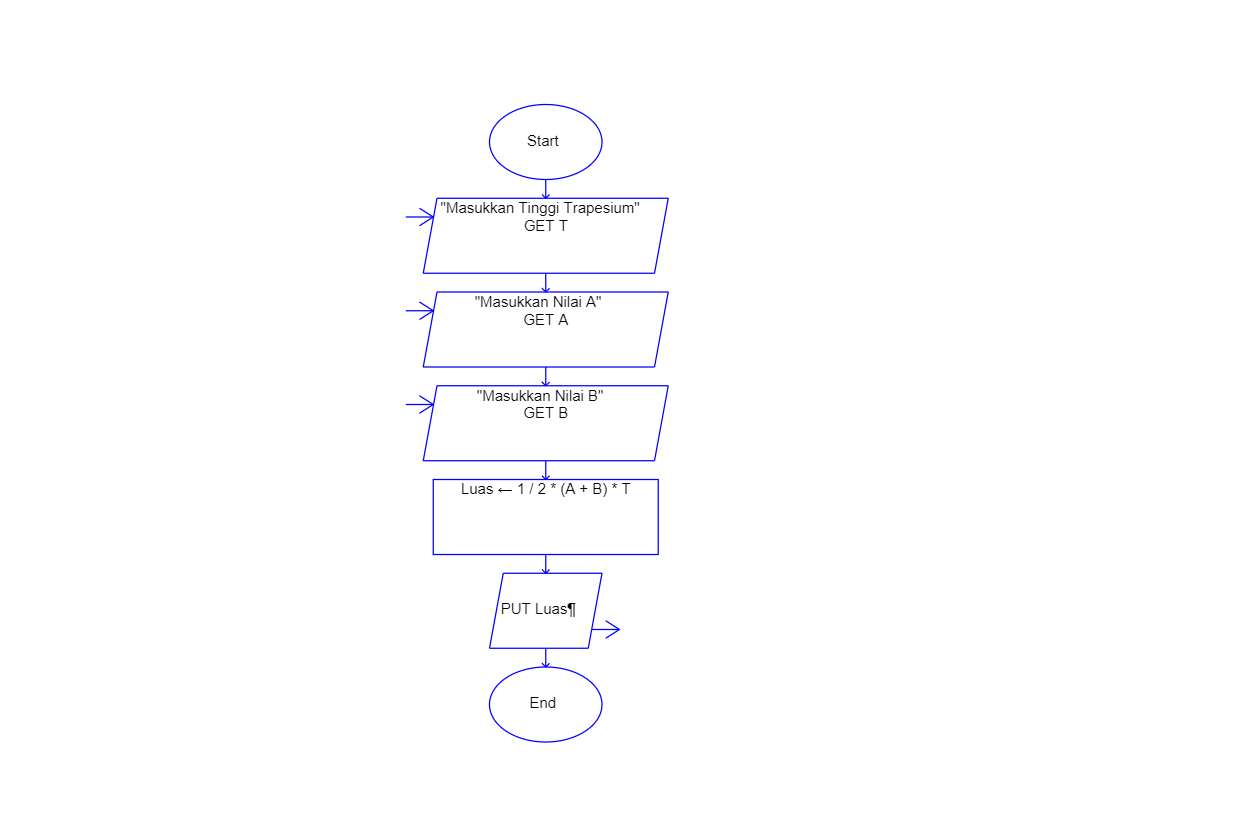 Start
"Masukkan Tinggi Trapesium"
GET T
"Masukkan Nilai A"
GET A
"Masukkan Nilai B"
GET B
Luas ← 1 / 2 * (A + B) * T
PUT Luas¶
End